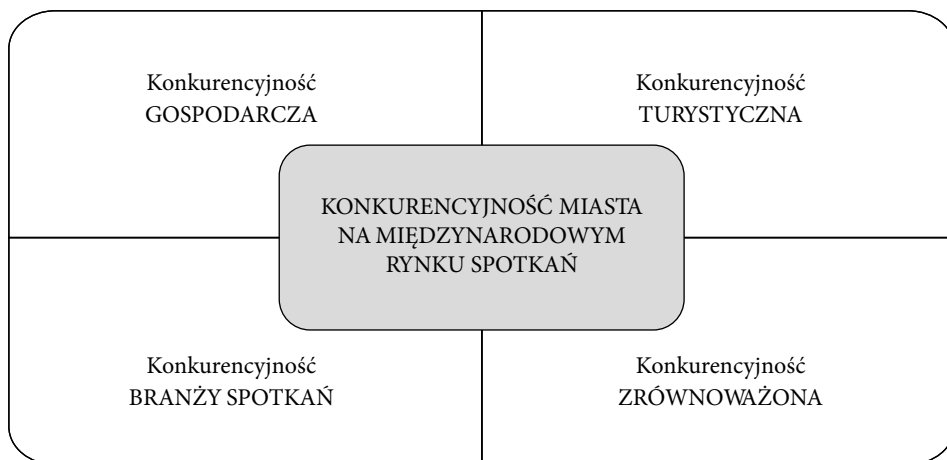 Konkurencyjność
GOSPODARCZA
Konkurencyjność
TURYSTYCZNA
KONKURENCYJNOŚĆ MIASTA
NA MIĘDZYNARODOWYM
RYNKU SPOTKAŃ
Konkurencyjność
BRANŻY SPOTKAŃ
Konkurencyjność
ZRÓWNOWAŻONA